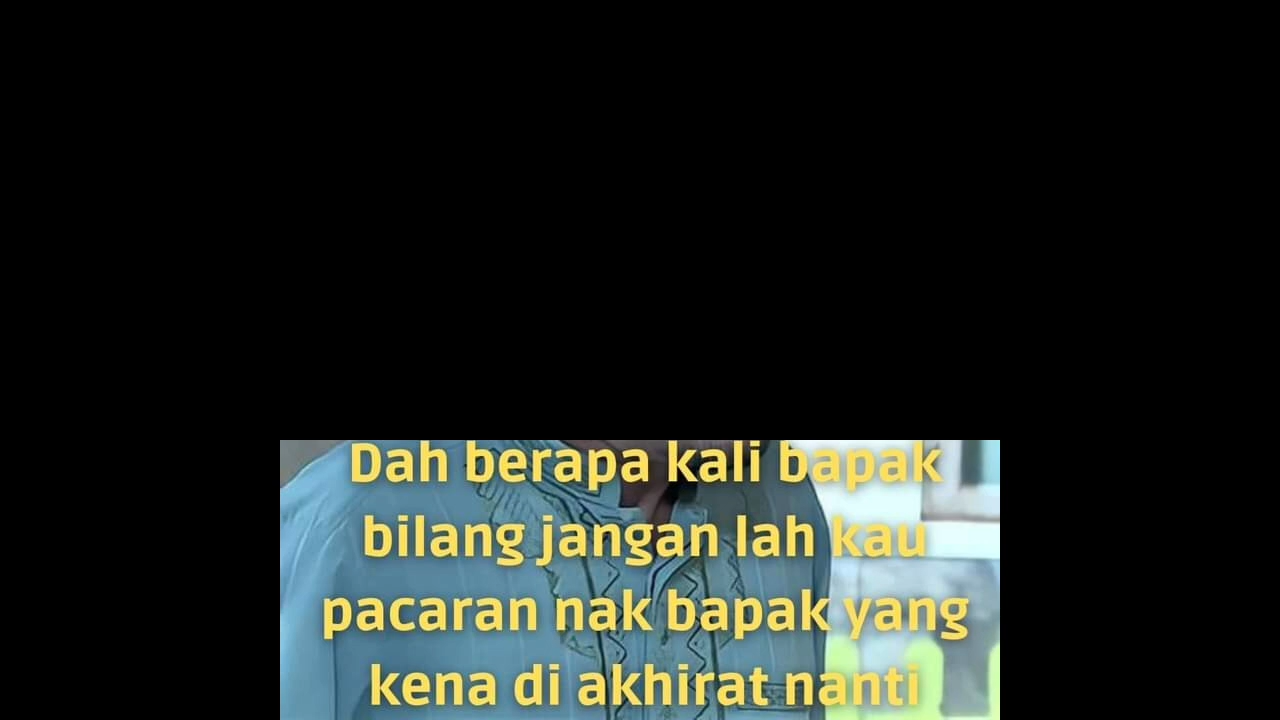 Dah berapa kali bapak
bilang jangan lah kau
pacaran nak bapak yang
kena di akhirat nanti